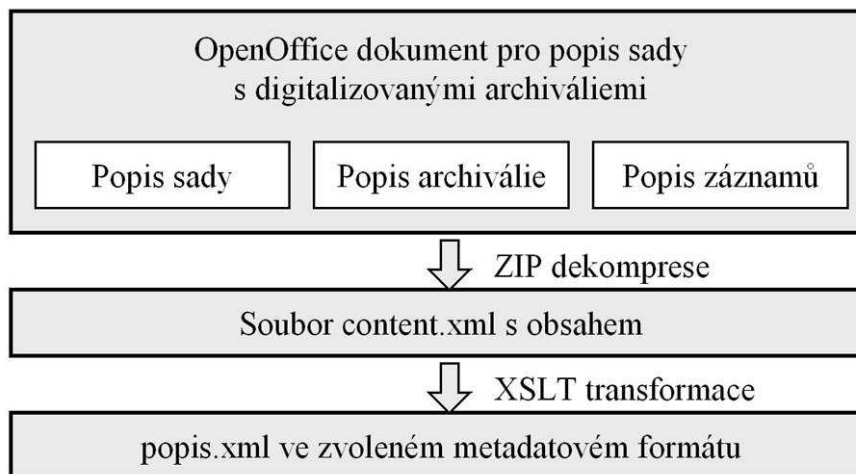 OpenOffice dokument pro popis sady
s digitalizovanými archiváliemi
Popis sady
Popis archiválie
Popis záznamů
ZIP dekomprese
Soubor content.xml s obsahem
XSLT transformace
popis.xml ve zvoleném metadatovém formátu